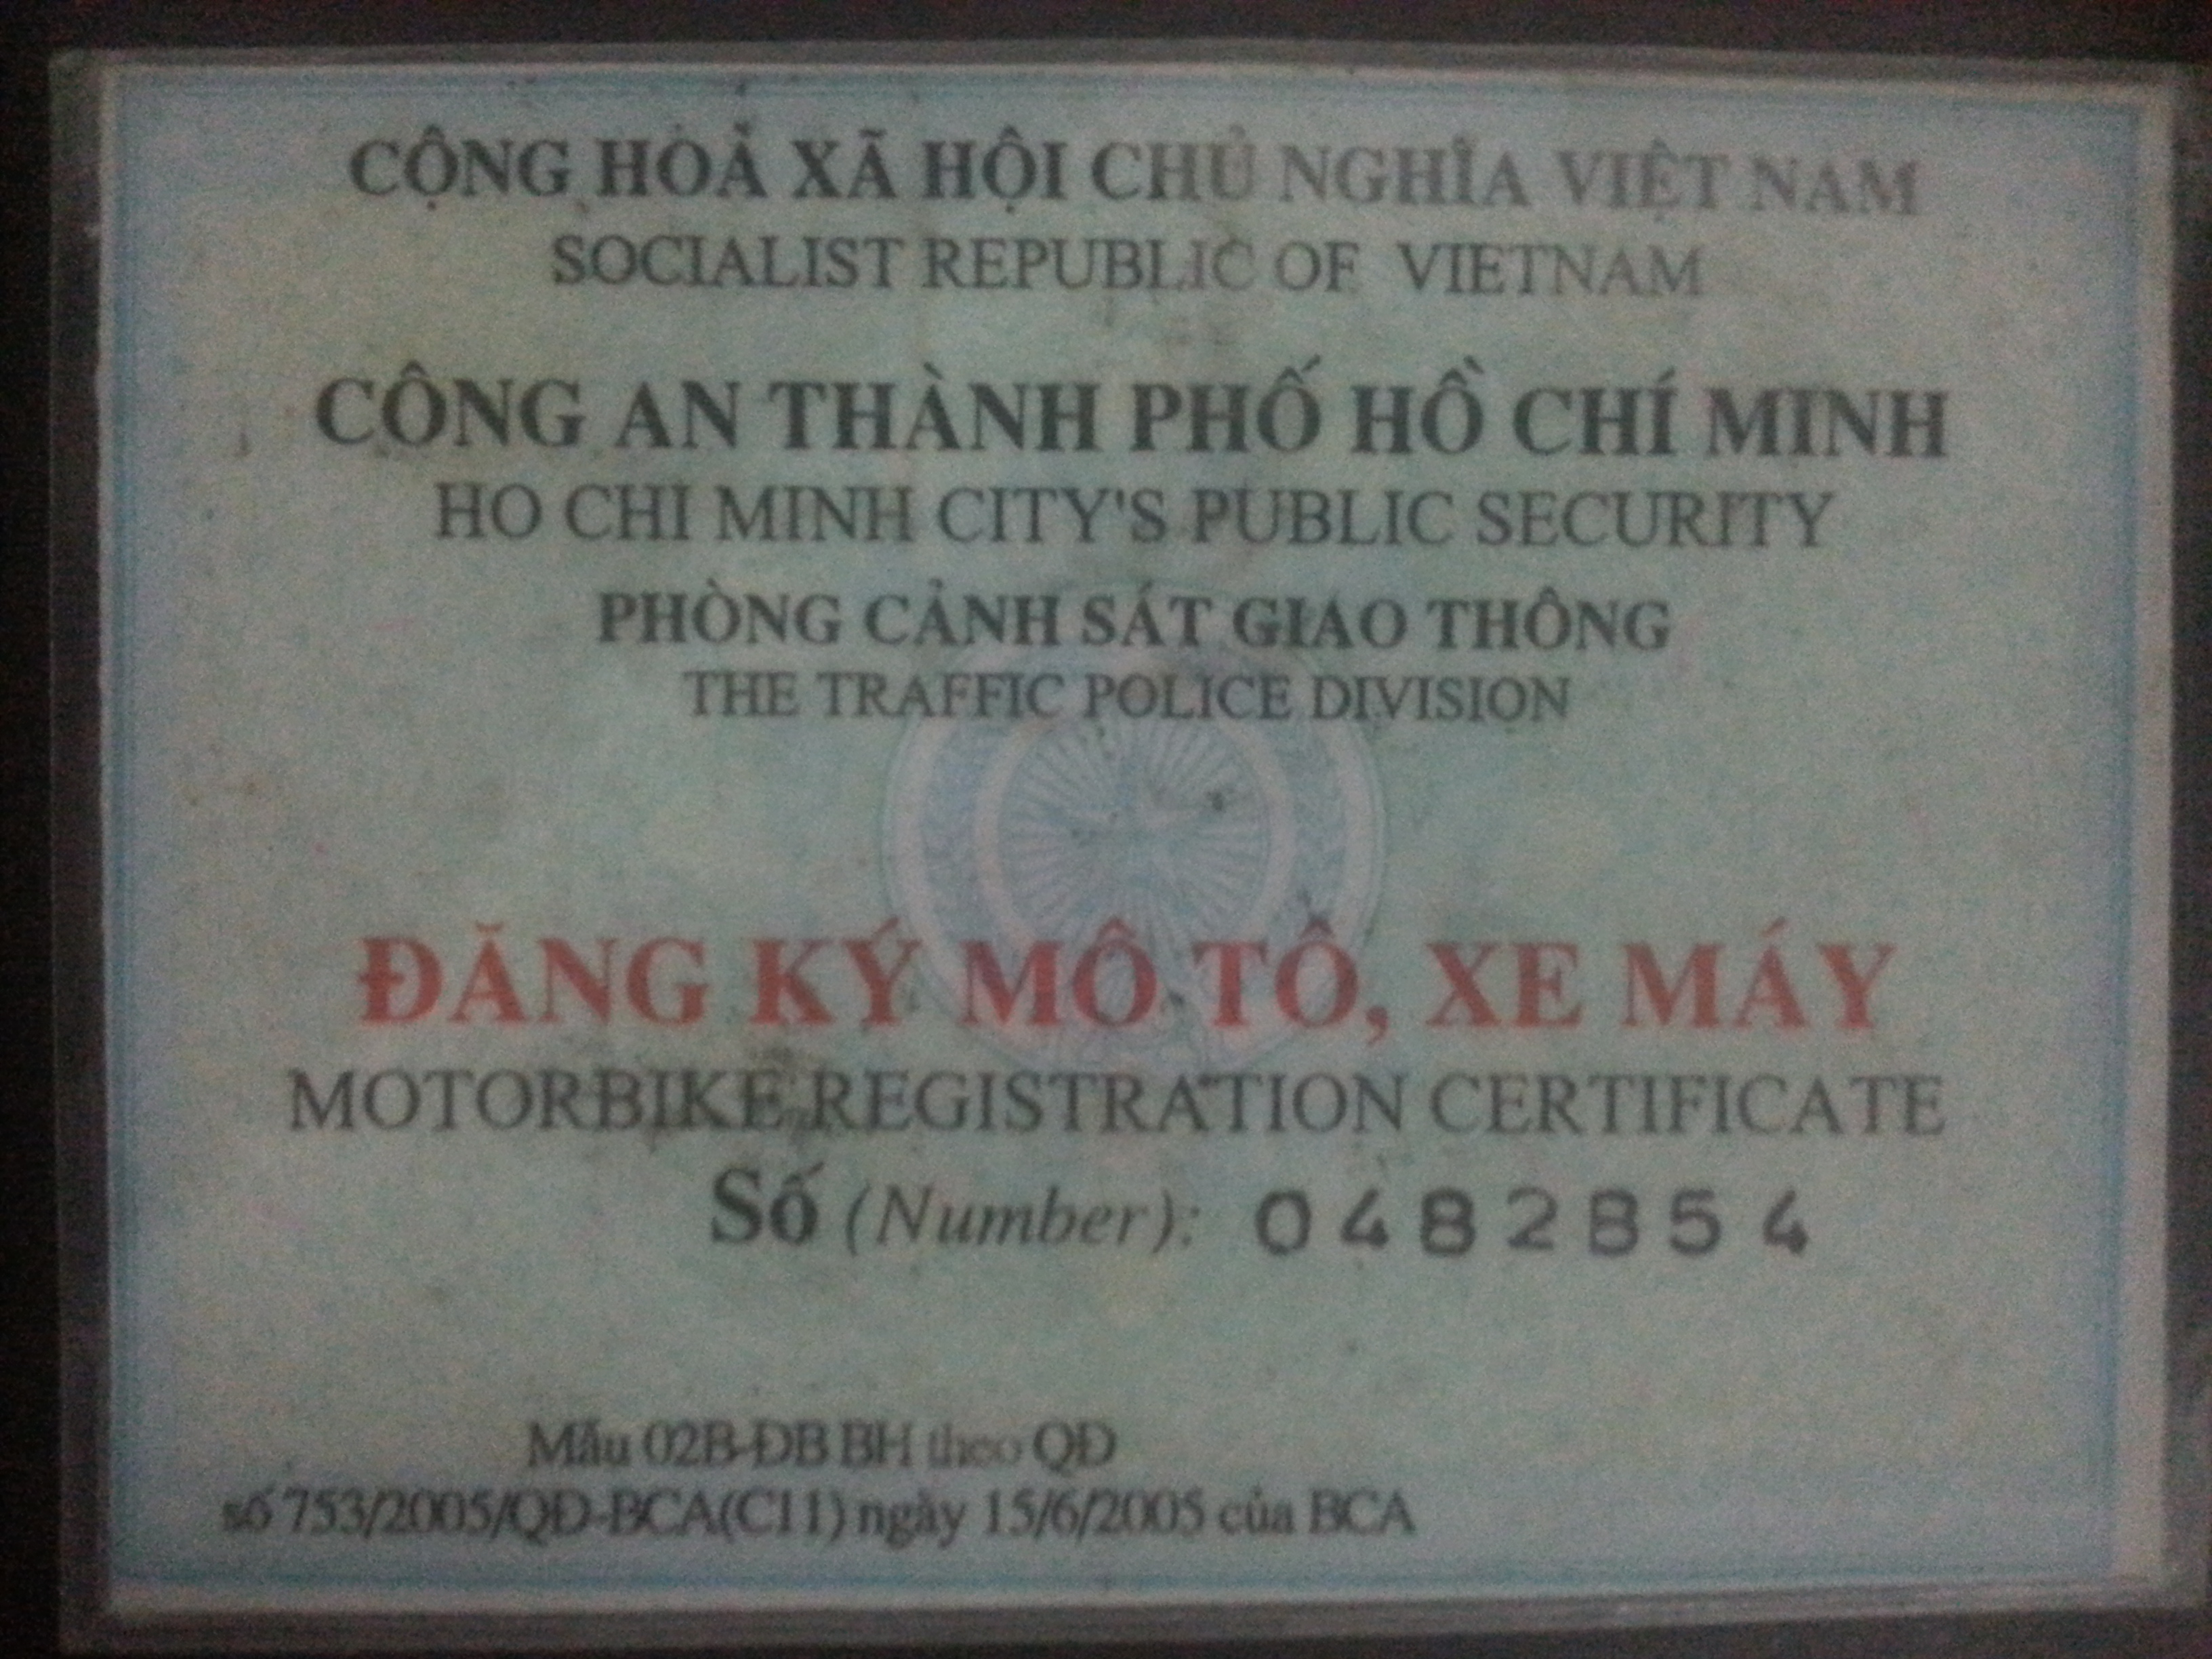 CỘNG HOÀ XÃ HỘI CHỦ NGHĨA VIỆT NAM
SOCIALIST REPUBLIC OF VIETNAM
CÔNG AN THÀNH PHỐ HỒ CHÍ MINH
HO CHI MINH CITY'S PUBLIC SECURITY
PHÒNG CẢNH SÁT GIAO THÔNG
THE TRAFFIC POLICE DIVISION
ĐĂNG KÝ MÔ TÔ, XE MÁY
MOTORBIKE REGISTRATION CERTIFICATE
Số (Number): 0482854
Mẫu 02B-ĐB BH theo QĐ
số 753/2005/QĐ-BCA(C11) ngày 15/6/2005 của BCA